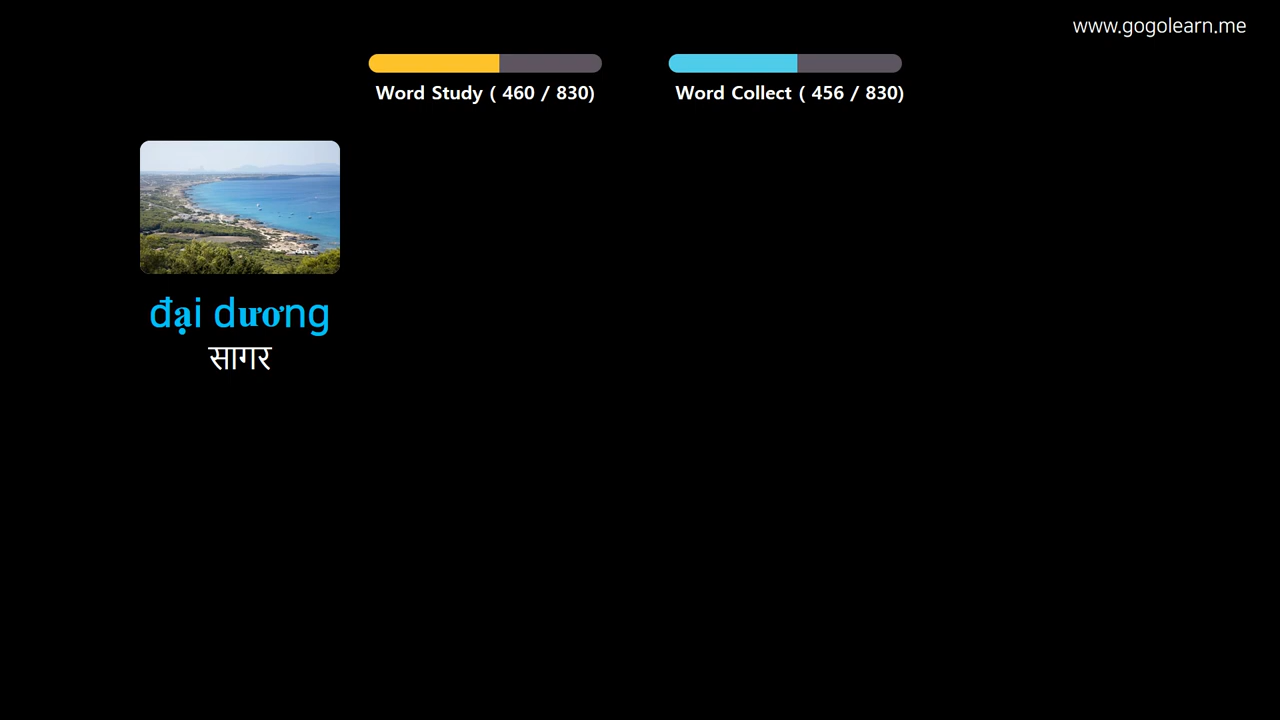 www.gogolearn.me
Word Study ( 460 / 830)
Word Collect ( 456 / 830)
đại dương
सागर